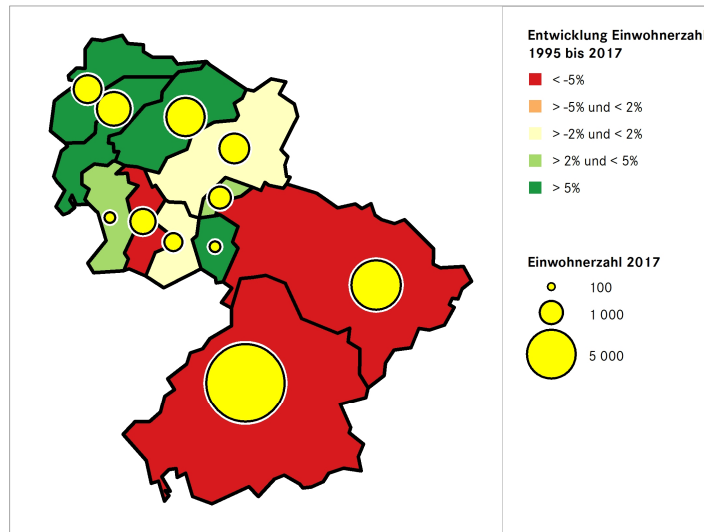 Entwicklung Einwohnerzahl
1995 bis 2017
< -5%
> -5% und < 2%
> -2% und < 2%
> 2% und < 5%
> 5%
Einwohnerzahl 2017
100
1 000
5 000